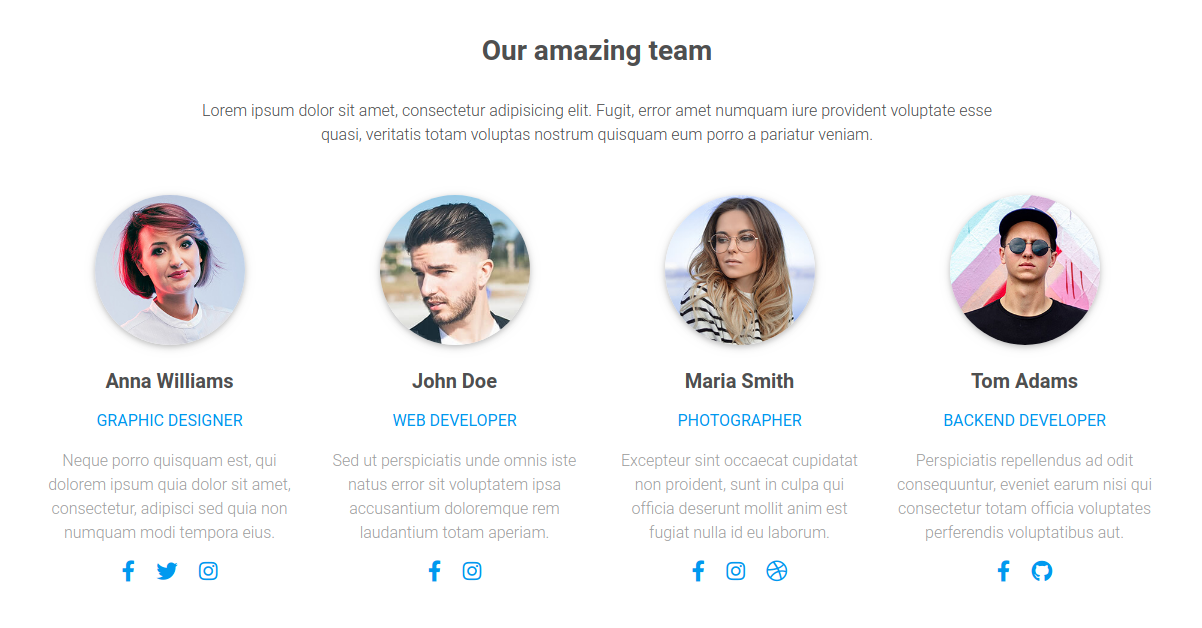 Our amazing team
Lorem ipsum dolor sit amet, consectetur adipisicing elit. Fugit, error amet numquam iure provident voluptate esse
quasi, veritatis totam voluptas nostrum quisquam eum porro a pariatur veniam.
Anna Williams
GRAPHIC DESIGNER
Neque porro quisquam est, qui
dolorem ipsum quia dolor sit amet,
consectetur, adipisci sed quia non
numquam modi tempora eius.
John Doe
WEB DEVELOPER
Sed ut perspiciatis unde omnis iste
natus error sit voluptatem ipsa
accusantium doloremque rem
laudantium totam aperiam.
Maria Smith
PHOTOGRAPHER
Excepteur sint occaecat cupidatat
non proident, sunt in culpa qui
officia deserunt mollit anim est
fugiat nulla id eu laborum.
Tom Adams
BACKEND DEVELOPER
Perspiciatis repellendus ad odit
consequuntur, eveniet earum nisi qui
consectetur totam officia voluptates
perferendis voluptatibus aut.